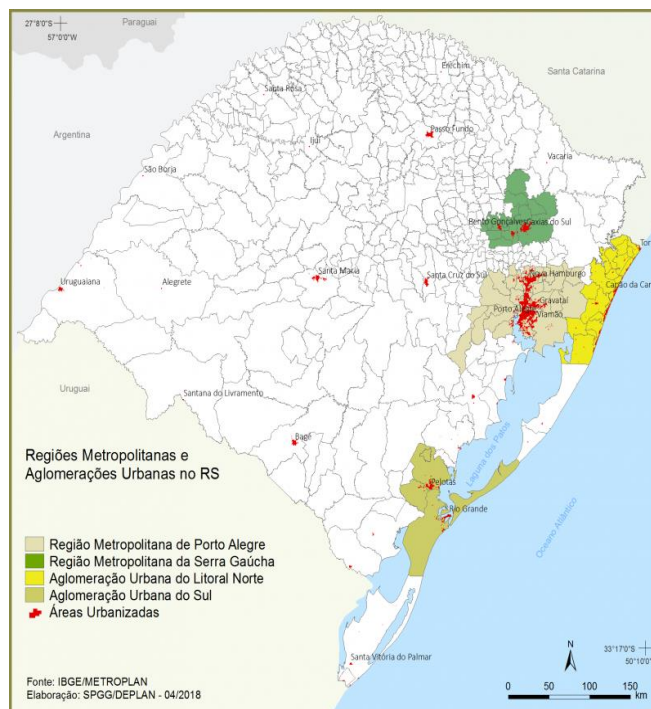 27°8'0"S
57°0'0"W
Paraguai
Santa Catarina
Erechim
Santa Rosa
Argentina
Ijuí
Passo Fundo
Vacaria
São Borja
Bento Gonçalves
Caxias do Sul
Torr
Santa Maria
Santa Cruz do Sul
Novo Hamburgo
Uruguaiana
Alegrete
Capão da Can
Gravataí
Porto Alegre
Viamão
Uruguai
Santana do Livramento
Bagé
Laguna dos Patos
Pelotas
Rio Grande
Oceano Atlântico
Regiões Metropolitanas e
Aglomerações Urbanas no RS
Região Metropolitana de Porto Alegre
Região Metropolitana da Serra Gaúcha
Aglomeração Urbana do Litoral Norte
Aglomeração Urbana do Sul
Áreas Urbanizadas
Santa Vitória do Palmar
33°17'0"S
50°10'0"
N
Fonte: IBGE/METROPLAN
Elaboração: SPGG/DEPLAN - 04/2018
0 50 100 150
km